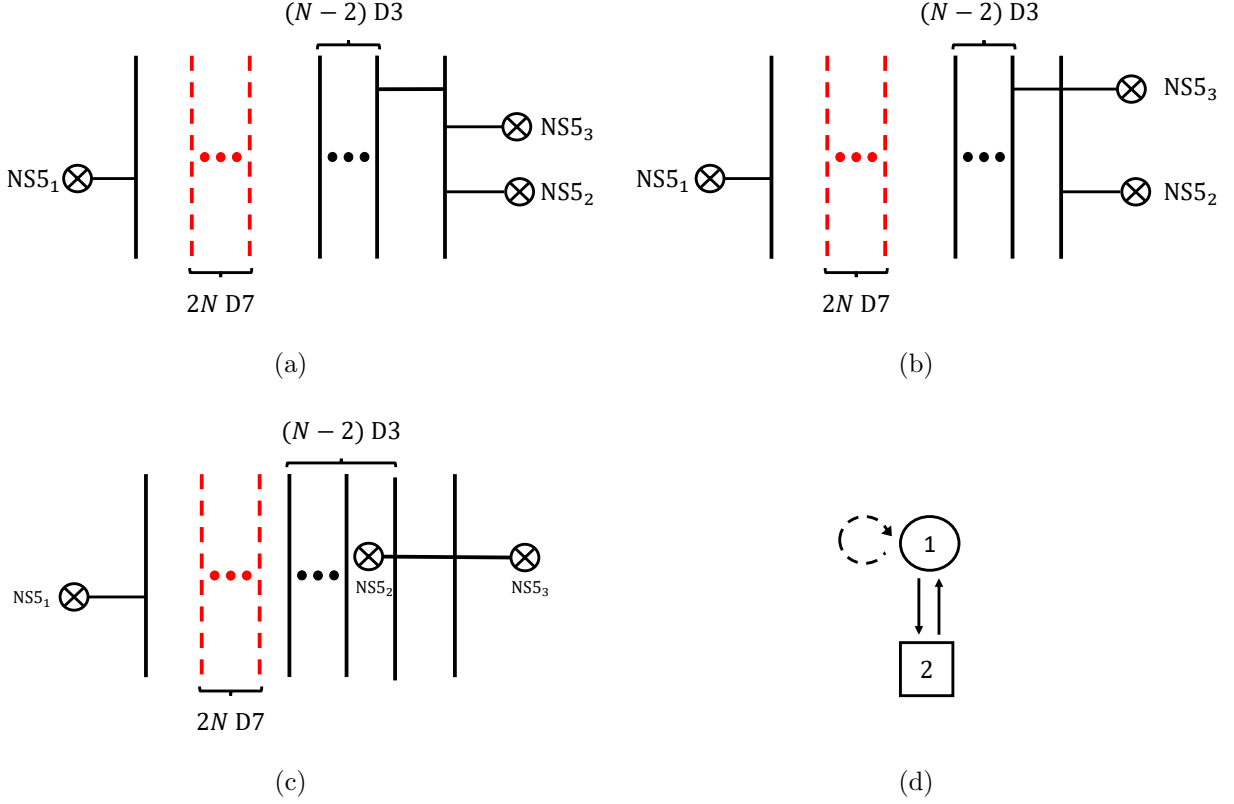 (N − 2) D3
NS5₁
NS5₃
NS5₂
2N D7
(a)
(N − 2) D3
NS5₁
NS5₃
NS5₂
2N D7
(b)
(N − 2) D3
NS5₁
NS5₂
NS5₃
2N D7
(c)
1
2
(d)